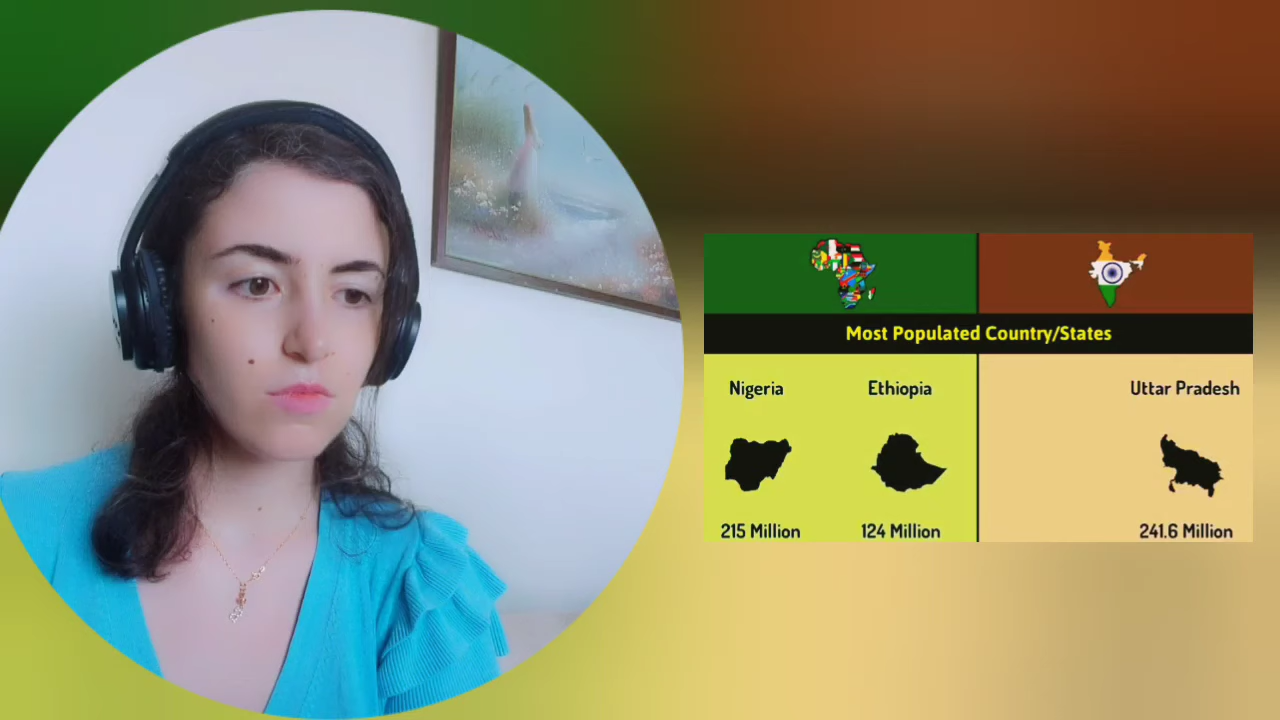 Most Populated Country/States
Nigeria Ethiopia Uttar Pradesh
215 Million 124 Million 241.6 Million